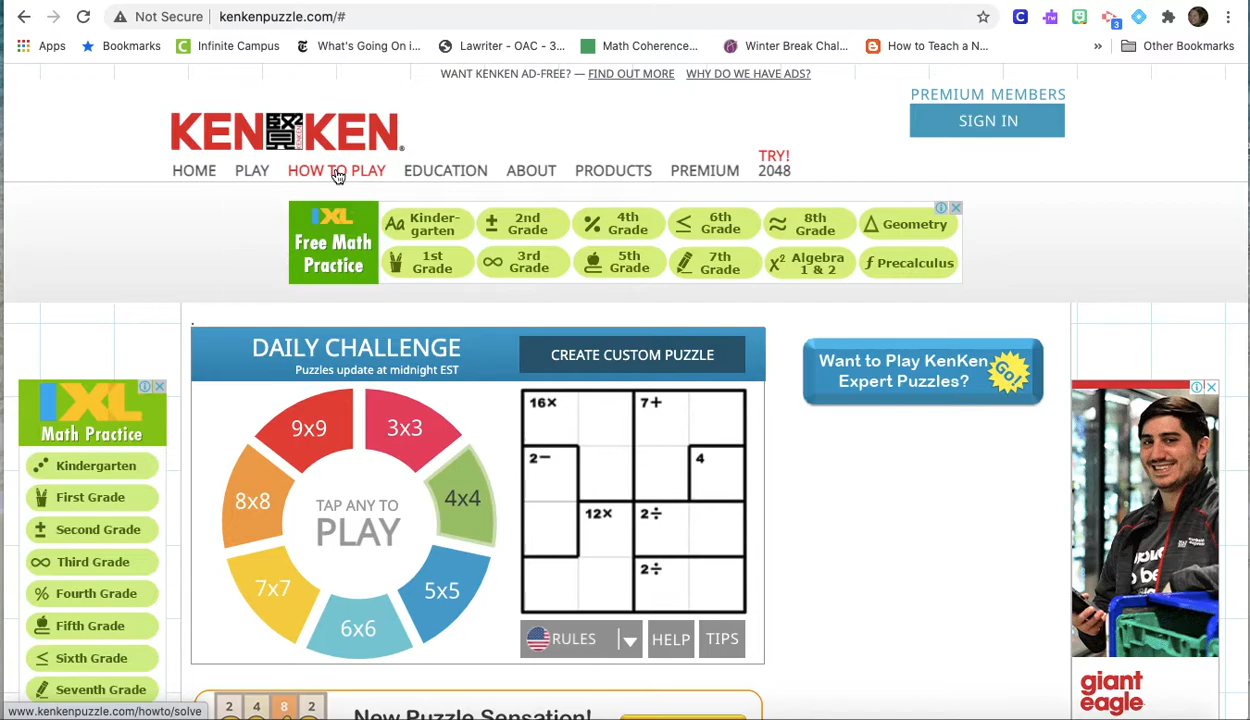 Not Secure kenkenpuzzle.com/#
Apps Bookmarks Infinite Campus What's Going On i... Lawriter - OAC - 3... Math Coherence... Winter Break Chal... How to Teach a N... » Other Bookmarks
WANT KENKEN AD-FREE? — FIND OUT MORE WHY DO WE HAVE ADS?
PREMIUM MEMBERS
SIGN IN
KENKEN
TRY!
HOME PLAY HOW TO PLAY EDUCATION ABOUT PRODUCTS PREMIUM 2048
IXL
Free Math
Practice
Aa Kinder-
garten
± 2nd
Grade
% 4th
Grade
≤ 6th
Grade
≈ 8th
Grade
Geometry
1st
Grade
∞ 3rd
Grade
5th
Grade
7th
Grade
x² Algebra
1 & 2
f Precalculus
DAILY CHALLENGE
Puzzles update at midnight EST
CREATE CUSTOM PUZZLE
Want to Play KenKen
Expert Puzzles?
Go!
IXL
Math Practice
Kindergarten
First Grade
± Second Grade
∞ Third Grade
% Fourth Grade
Fifth Grade
≤ Sixth Grade
Seventh Grade
9x9 3x3
8x8 4x4
7x7 5x5
6x6
TAP ANY TO
PLAY
16× 7+
2− 4
12× 2÷
2÷
RULES HELP TIPS
2 4 8 2
New Puzzle Sensation!
giant
eagle
www.kenkenpuzzle.com/howto/solve